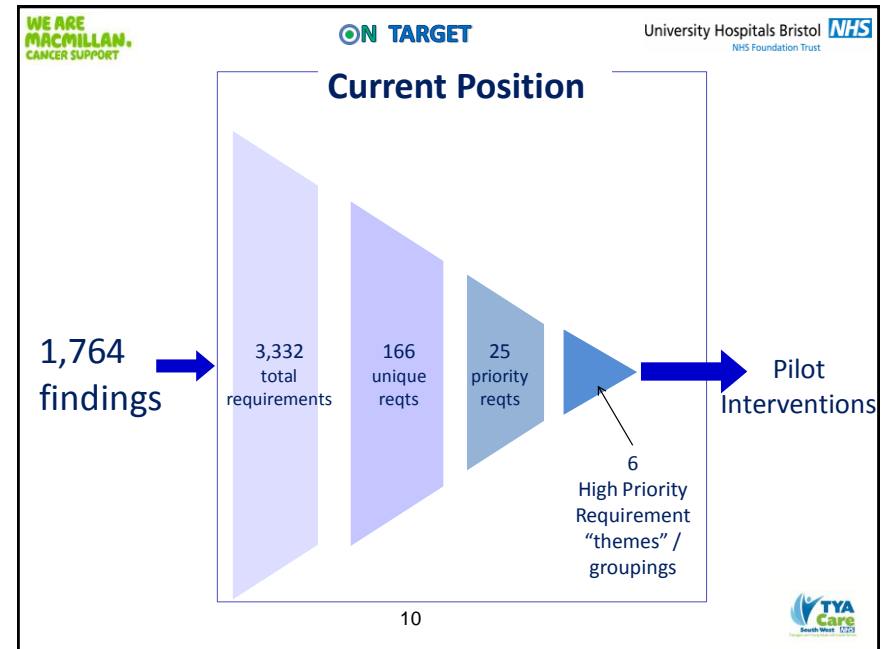 WE ARE
MACMILLAN.
CANCER SUPPORT
ON TARGET
University Hospitals Bristol NHS
NHS Foundation Trust
Current Position
1,764
findings
3,332
total
requirements
166
unique
reqts
25
priority
reqts
6
High Priority
Requirement
“themes” /
groupings
Pilot
Interventions
10
TYA
Care
South West NHS